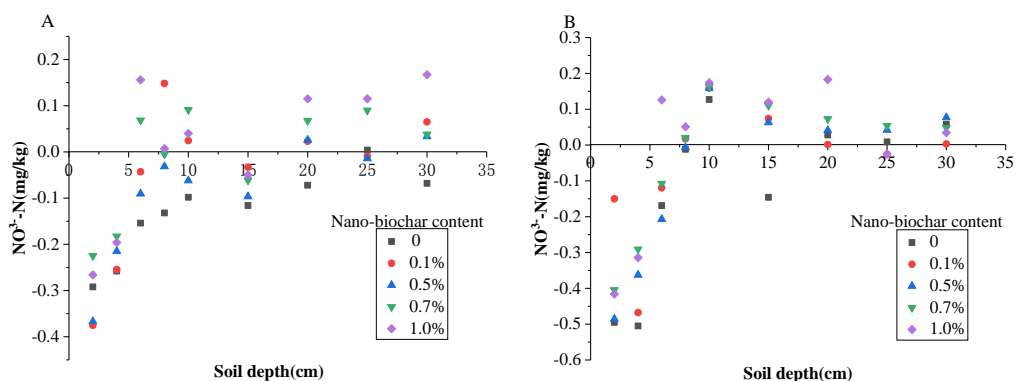 A
0.2
0.1
0.0
-0.1
-0.2
-0.3
-0.4
0 5 10 15 20 25 30 35
NO³⁻-N(mg/kg)
Soil depth(cm)
Nano-biochar content
0
0.1%
0.5%
0.7%
1.0%
B
0.3
0.2
0.1
0.0
-0.1
-0.2
-0.3
-0.4
-0.5
-0.6
0 5 10 15 20 25 30 35
NO³⁻-N(mg/kg)
Soil depth(cm)
Nano-biochar content
0
0.1%
0.5%
0.7%
1.0%